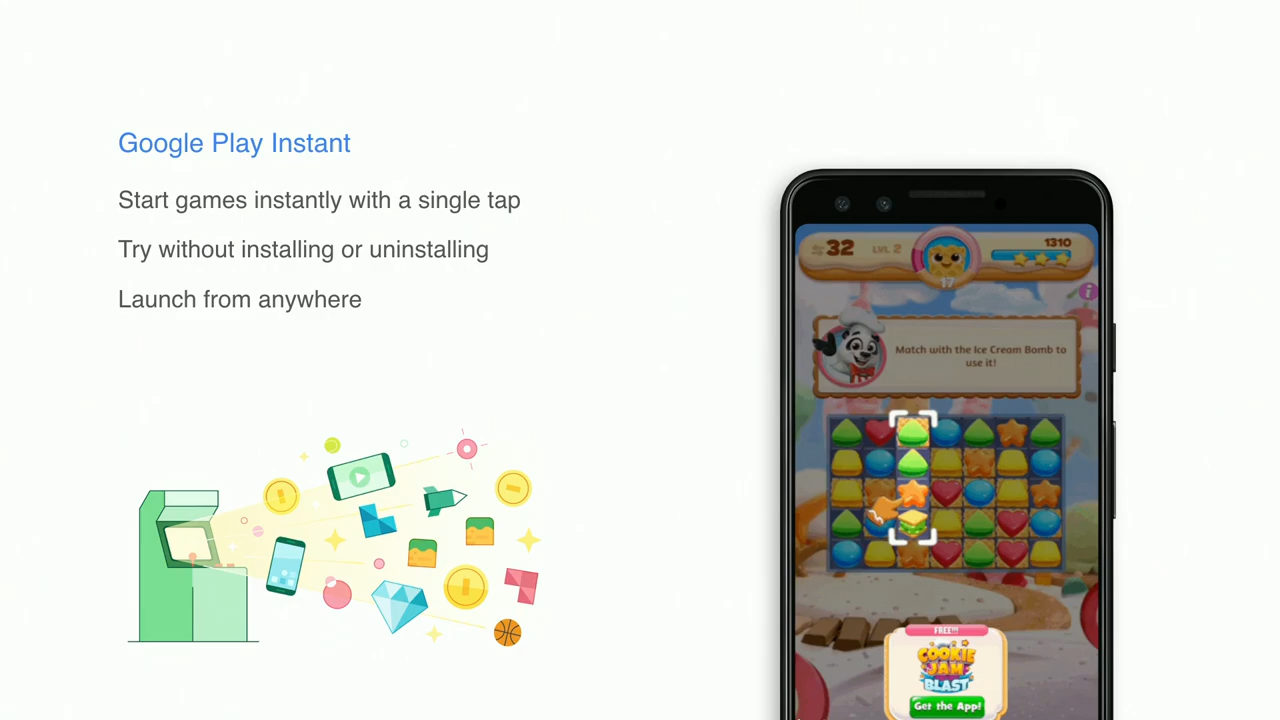 Google Play Instant
Start games instantly with a single tap
Try without installing or uninstalling
Launch from anywhere
32
LVL 2
1310
17
i
Match with the Ice Cream Bomb to
use it!
FREE!!!
COOKIE
JAM
BLAST
Get the App!